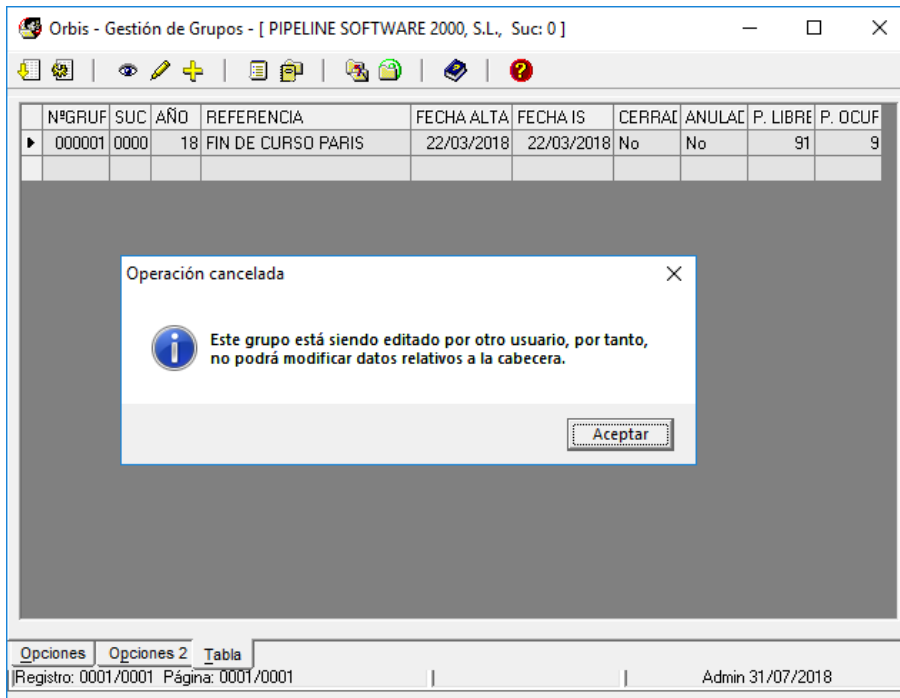 Orbis - Gestión de Grupos - [ PIPELINE SOFTWARE 2000, S.L., Suc: 0 ]
NºGRUF SUC AÑO REFERENCIA FECHA ALTA FECHA IS CERRAD ANULAD P. LIBRE P. OCUF
000001 0000 18 FIN DE CURSO PARIS 22/03/2018 22/03/2018 No No 91 9
Operación cancelada
Este grupo está siendo editado por otro usuario, por tanto,
no podrá modificar datos relativos a la cabecera.
Aceptar
Opciones Opciones 2 Tabla
Registro: 0001/0001 Página: 0001/0001 Admin 31/07/2018